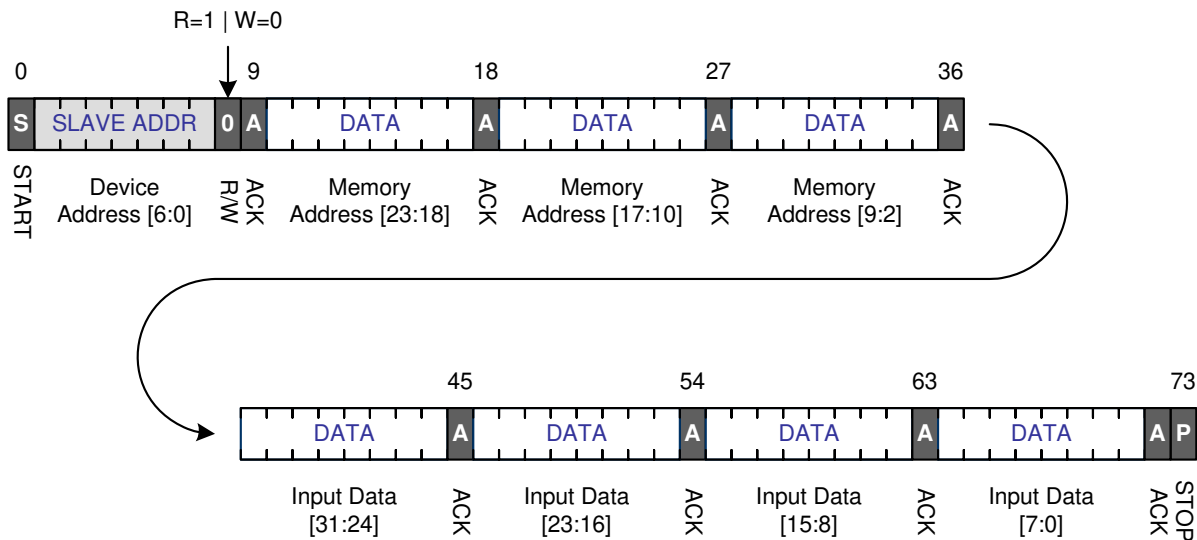 R=1 | W=0
0 9 18 27 36
S SLAVE ADDR 0 A DATA A DATA A DATA A
START Device Address [6:0] R/W ACK Memory Address [23:18] ACK Memory Address [17:10] ACK Memory Address [9:2] ACK
45 54 63 73
DATA A DATA A DATA A DATA A P
Input Data [31:24] ACK Input Data [23:16] ACK Input Data [15:8] ACK Input Data [7:0] ACK STOP